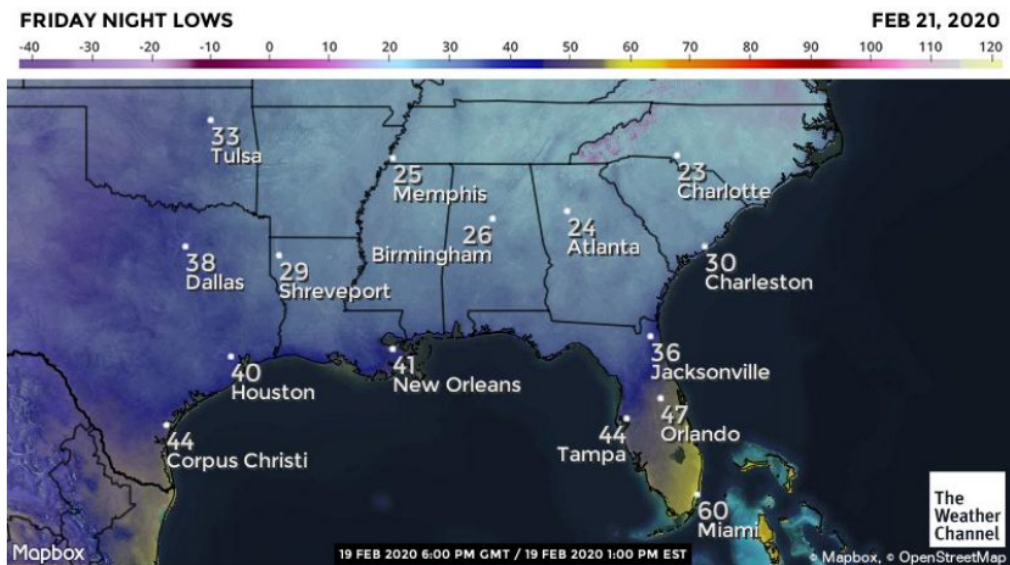 FRIDAY NIGHT LOWS
FEB 21, 2020
-40 -30 -20 -10 0 10 20 30 40 50 60 70 80 90 100 110 120
33
Tulsa
25
Memphis
23
Charlotte
26
Birmingham
24
Atlanta
38
Dallas
29
Shreveport
30
Charleston
40
Houston
41
New Orleans
36
Jacksonville
44
Corpus Christi
44
Tampa
47
Orlando
60
Miami
The
Weather
Channel
Mapbox
19 FEB 2020 6:00 PM GMT / 19 FEB 2020 1:00 PM EST
© Mapbox, © OpenStreetMap